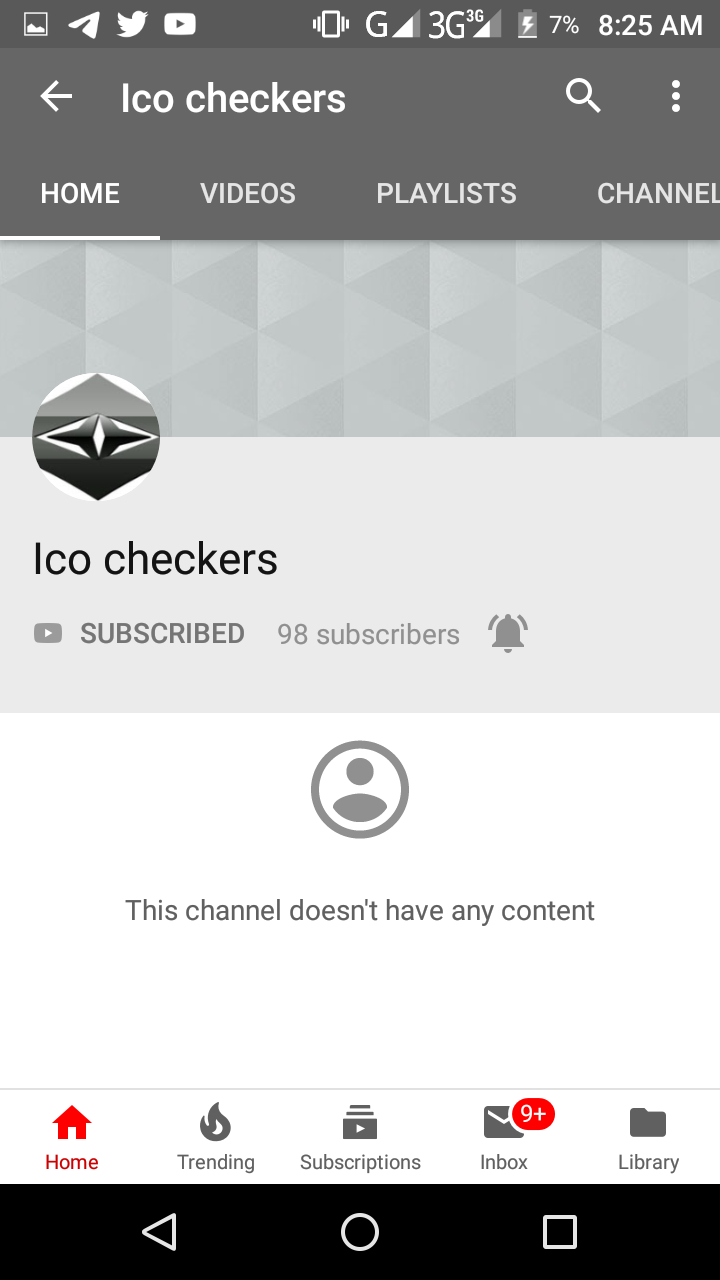 G 3G 3G 7% 8:25 AM
Ico checkers
HOME VIDEOS PLAYLISTS CHANNEL
Ico checkers
SUBSCRIBED 98 subscribers
This channel doesn't have any content
9+
Home Trending Subscriptions Inbox Library